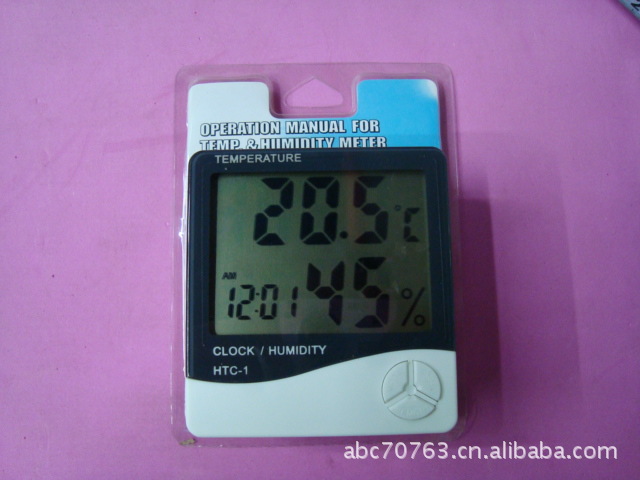 OPERATION MANUAL FOR
TEMP & HUMIDITY METER
TEMPERATURE
20.5 °C
AM
12:01 45 %
CLOCK / HUMIDITY
HTC-1
abc70763.cn.alibaba.com